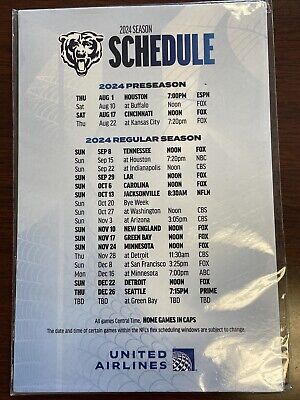 2024 SEASON
SCHEDULE
2024 PRESEASON
THU AUG 1 HOUSTON 7:00PM ESPN
Sat Aug 10 at Buffalo Noon FOX
SAT AUG 17 CINCINNATI NOON FOX
Thu Aug 22 at Kansas City 7:20pm FOX
2024 REGULAR SEASON
SUN SEP 8 TENNESSEE NOON FOX
Sun Sep 15 at Houston 7:20pm NBC
Sun Sep 22 at Indianapolis Noon CBS
SUN SEP 29 LAR NOON FOX
SUN OCT 6 CAROLINA NOON FOX
SUN OCT 13 JACKSONVILLE 8:30AM NFLN
Sun Oct 20 Bye Week
Sun Oct 27 at Washington Noon CBS
Sun Nov 3 at Arizona 3:05pm CBS
SUN NOV 10 NEW ENGLAND NOON FOX
SUN NOV 17 GREEN BAY NOON FOX
SUN NOV 24 MINNESOTA NOON FOX
Thu Nov 28 at Detroit 11:30am CBS
Sun Dec 8 at San Francisco 3:25pm FOX
Mon Dec 16 at Minnesota 7:00pm ABC
SUN DEC 22 DETROIT NOON FOX
THU DEC 26 SEATTLE 7:15PM PRIME
TBD TBD at Green Bay TBD TBD
All games Central Time. HOME GAMES IN CAPS
The date and time of certain games within the NFL's flex scheduling windows are subject to change.
UNITED
AIRLINES